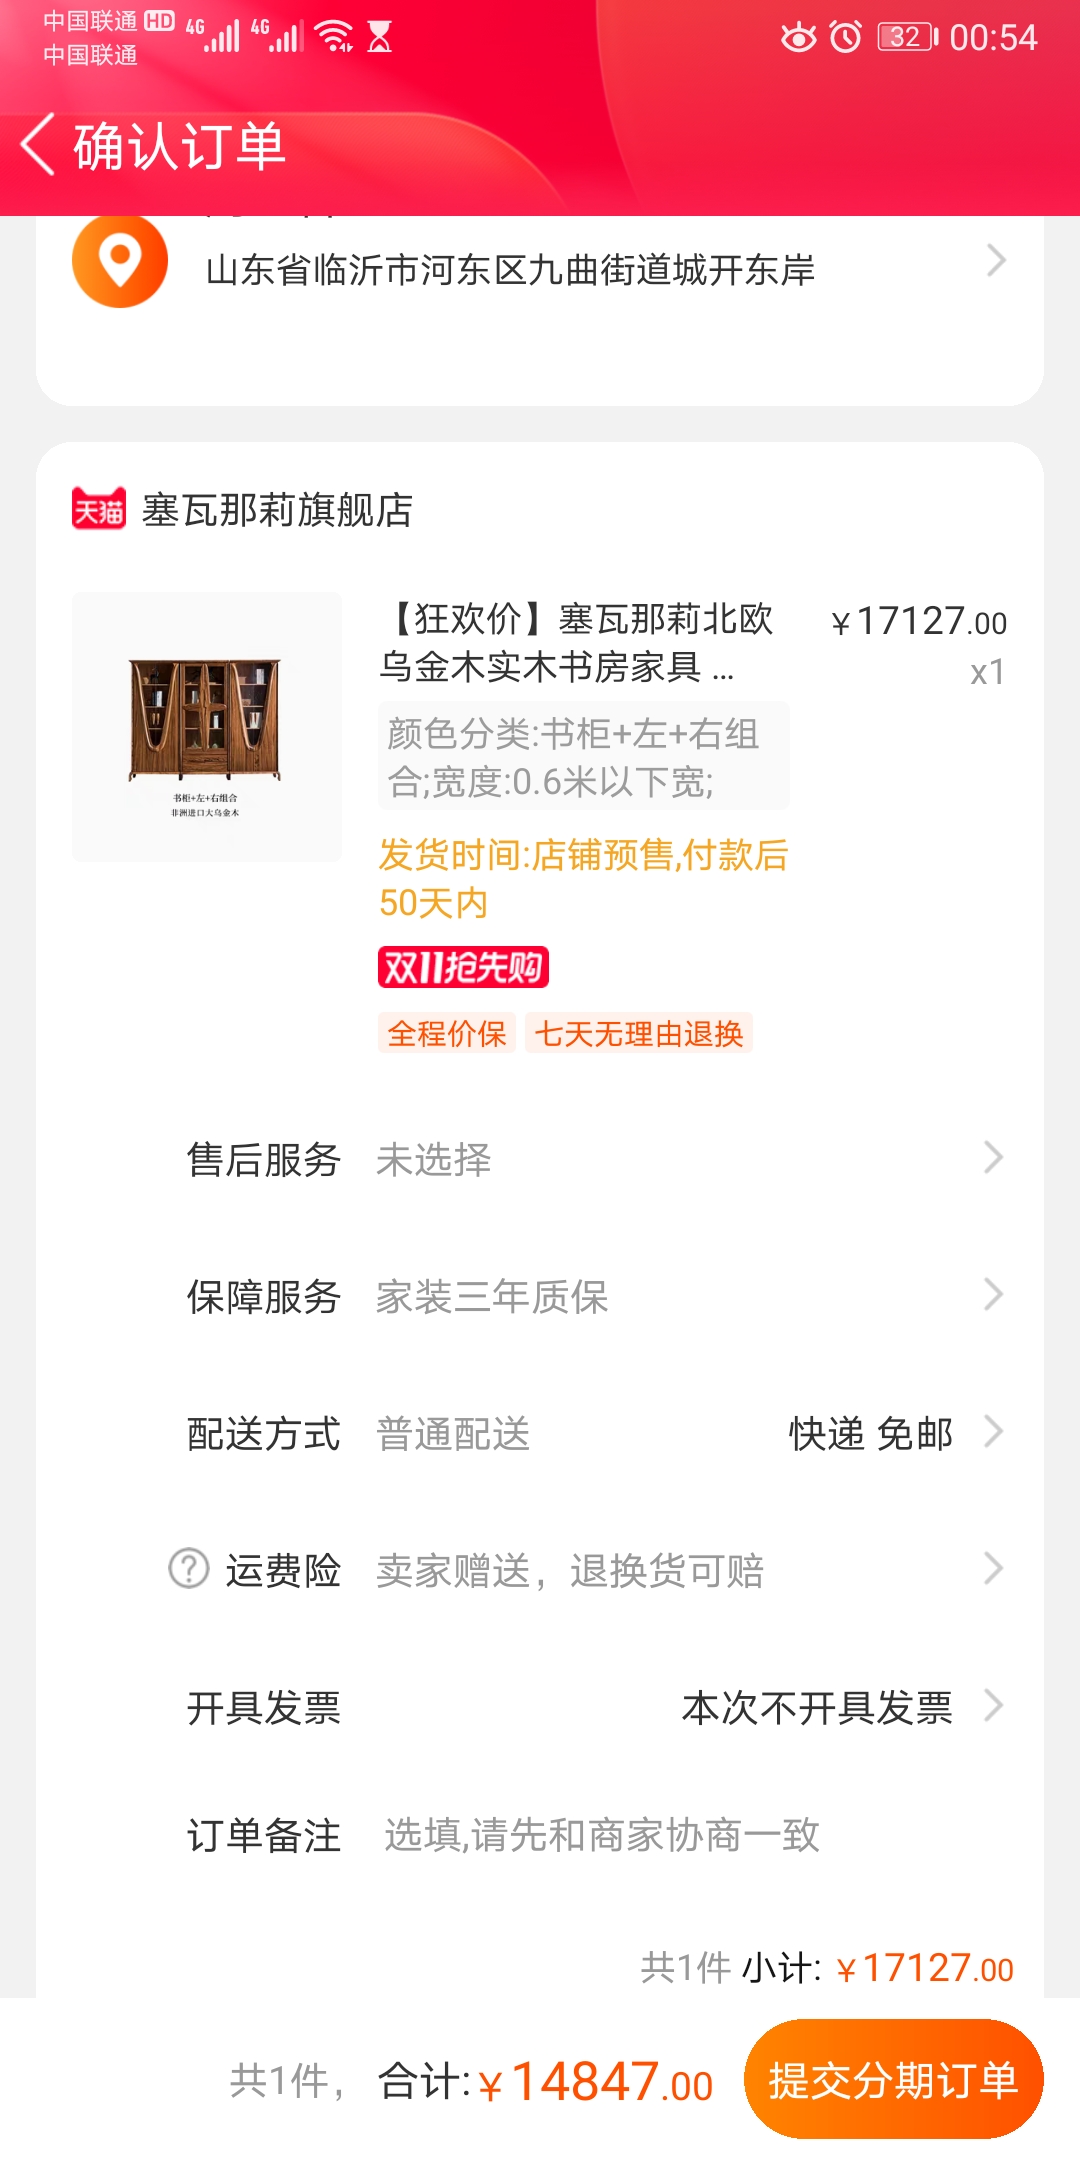 中国联通 HD 4G 4G 32 00:54
中国联通
确认订单
山东省临沂市河东区九曲街道城开东岸
天猫 塞瓦那莉旗舰店
【狂欢价】塞瓦那莉北欧 ¥17127.00
乌金木实木书房家具 ... x1
颜色分类:书柜+左+右组
合;宽度:0.6米以下宽;
书柜+左+右组合
非洲进口大乌金木
发货时间:店铺预售,付款后
50天内
双11抢先购
全程价保 七天无理由退换
售后服务 未选择
保障服务 家装三年质保
配送方式 普通配送 快递 免邮
? 运费险 卖家赠送，退换货可赔
开具发票 本次不开具发票
订单备注 选填,请先和商家协商一致
共1件 小计: ¥17127.00
共1件， 合计:¥14847.00 提交分期订单